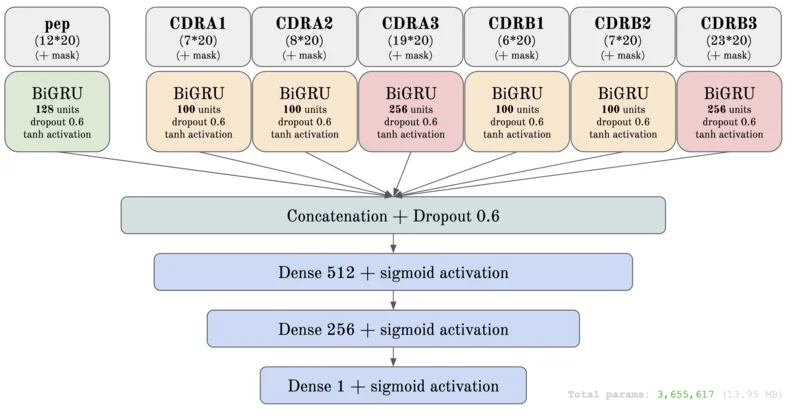 pep
(12*20)
(+ mask)
CDRA1
(7*20)
(+ mask)
CDRA2
(8*20)
(+ mask)
CDRA3
(19*20)
(+ mask)
CDRB1
(6*20)
(+ mask)
CDRB2
(7*20)
(+ mask)
CDRB3
(23*20)
(+ mask)
BiGRU
128 units
dropout 0.6
tanh activation
BiGRU
100 units
dropout 0.6
tanh activation
BiGRU
100 units
dropout 0.6
tanh activation
BiGRU
256 units
dropout 0.6
tanh activation
BiGRU
100 units
dropout 0.6
tanh activation
BiGRU
100 units
dropout 0.6
tanh activation
BiGRU
256 units
dropout 0.6
tanh activation
Concatenation + Dropout 0.6
Dense 512 + sigmoid activation
Dense 256 + sigmoid activation
Dense 1 + sigmoid activation
Total params: 3,655,617 (13.95 MB)